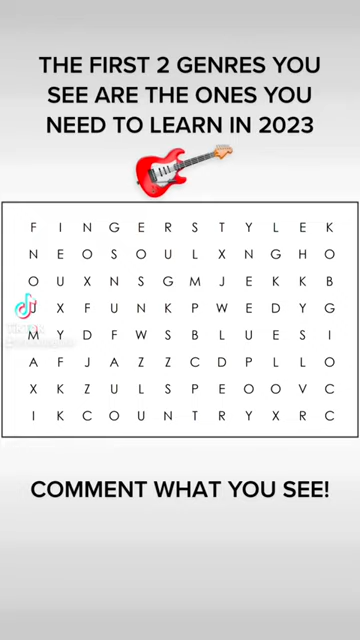 THE FIRST 2 GENRES YOU
SEE ARE THE ONES YOU
NEED TO LEARN IN 2023
F I N G E R S T Y L E K
N E O S O U L X N G H O
O U X N S G M J E K K B
U X F U N K P W E D Y G
M Y D F W S B L U E S I
A F J A Z Z C D P L L O
X K Z U L S P E O O V C
I K C O U N T R Y X R C
COMMENT WHAT YOU SEE!